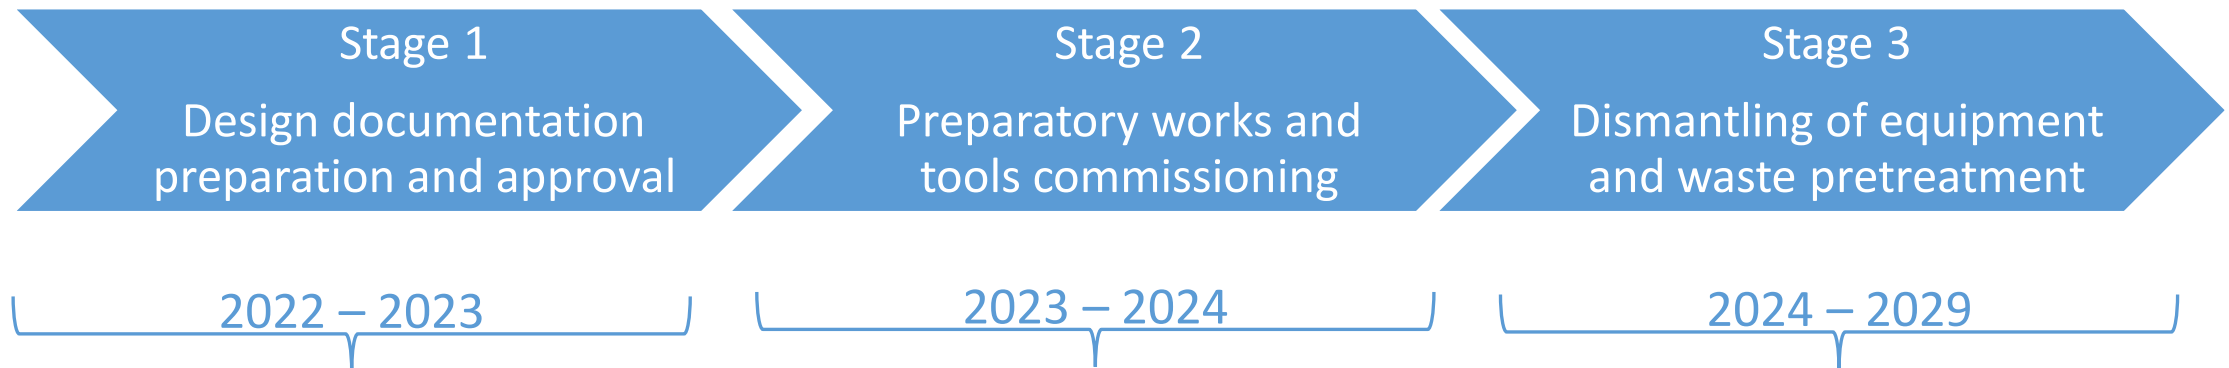 Stage 1
Design documentation
preparation and approval
Stage 2
Preparatory works and
tools commissioning
Stage 3
Dismantling of equipment
and waste pretreatment
2022 – 2023
2023 – 2024
2024 – 2029